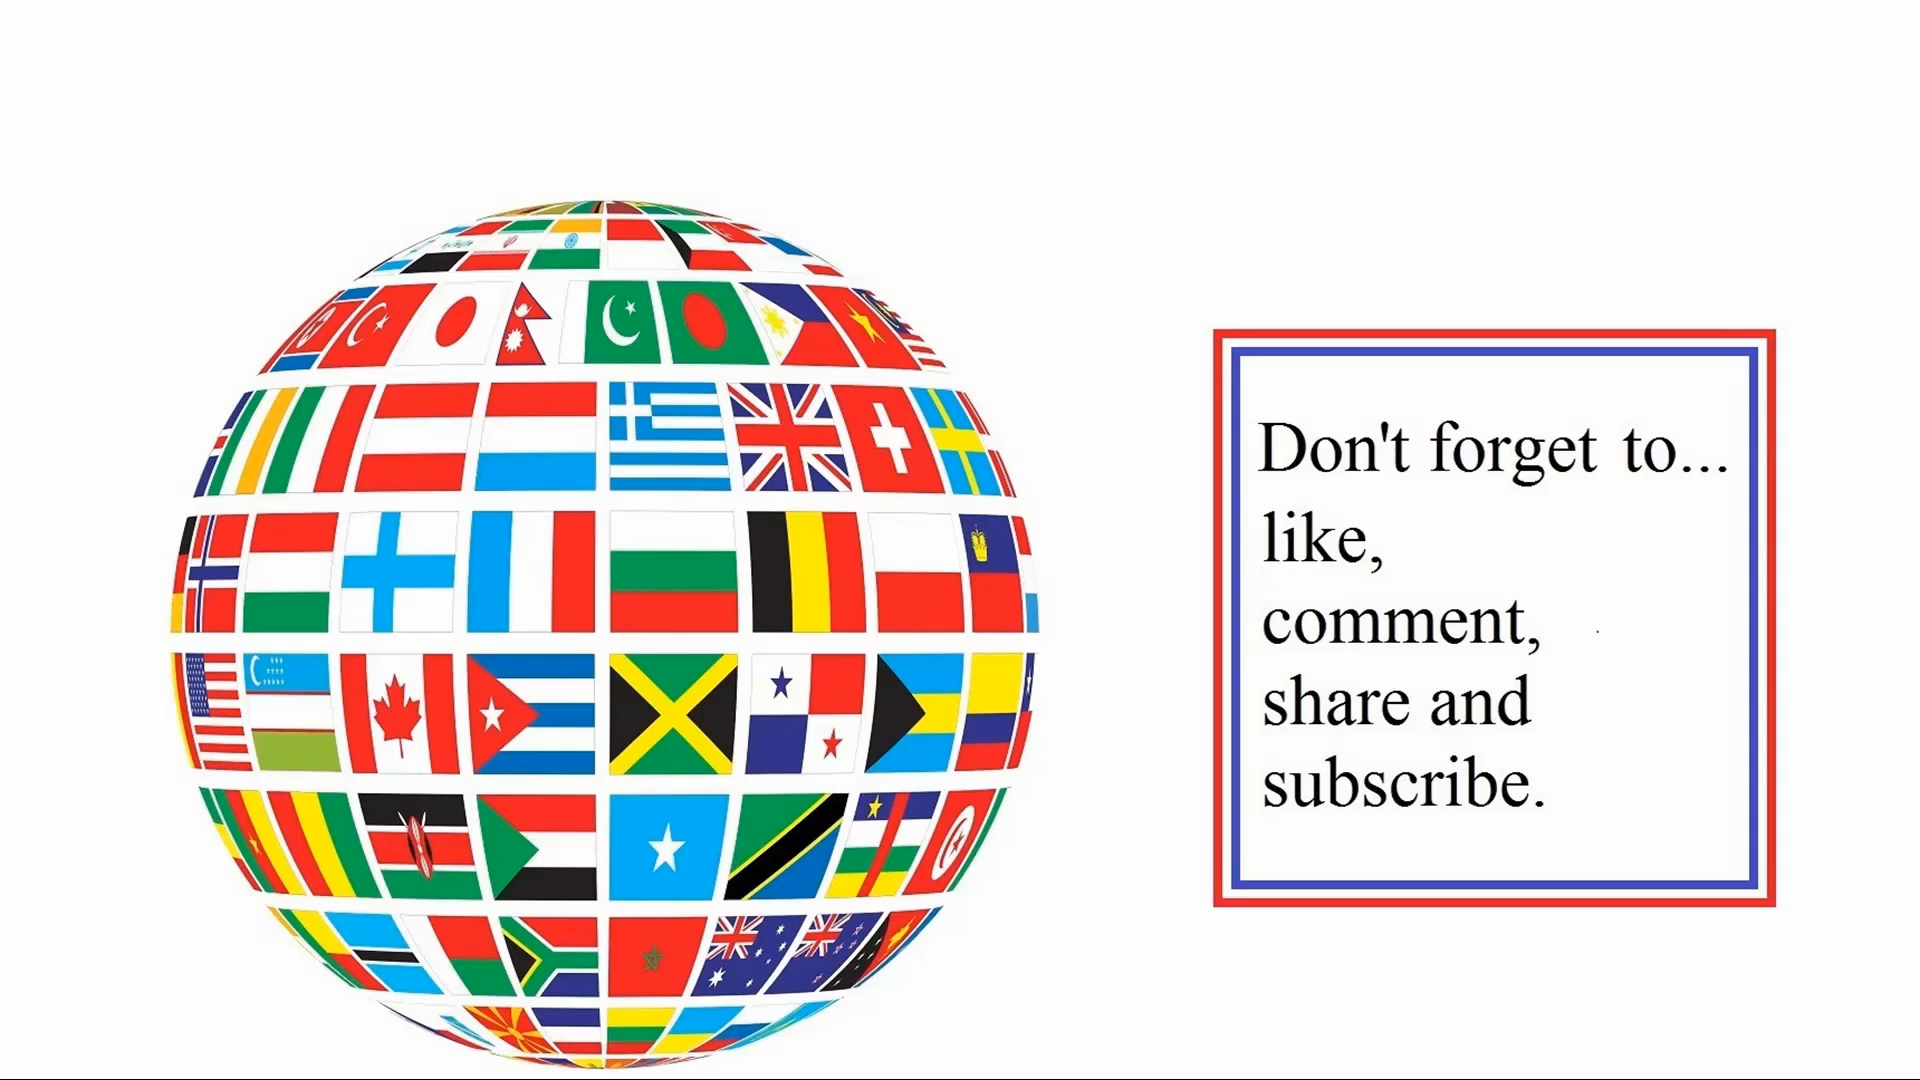 Don't forget to...
like,
comment,
share and
subscribe.